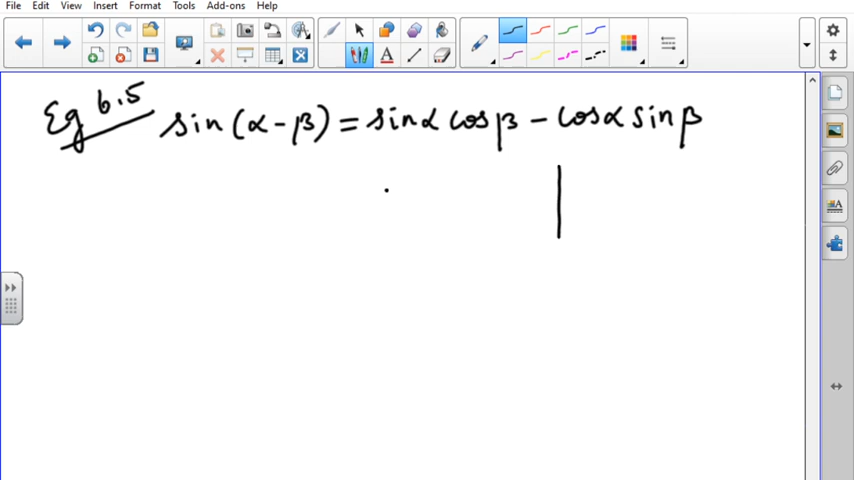 File Edit View Insert Format Tools Add-ons Help
Eg 6.5 sin(α-β) = sinα cosβ - cosα sinβ